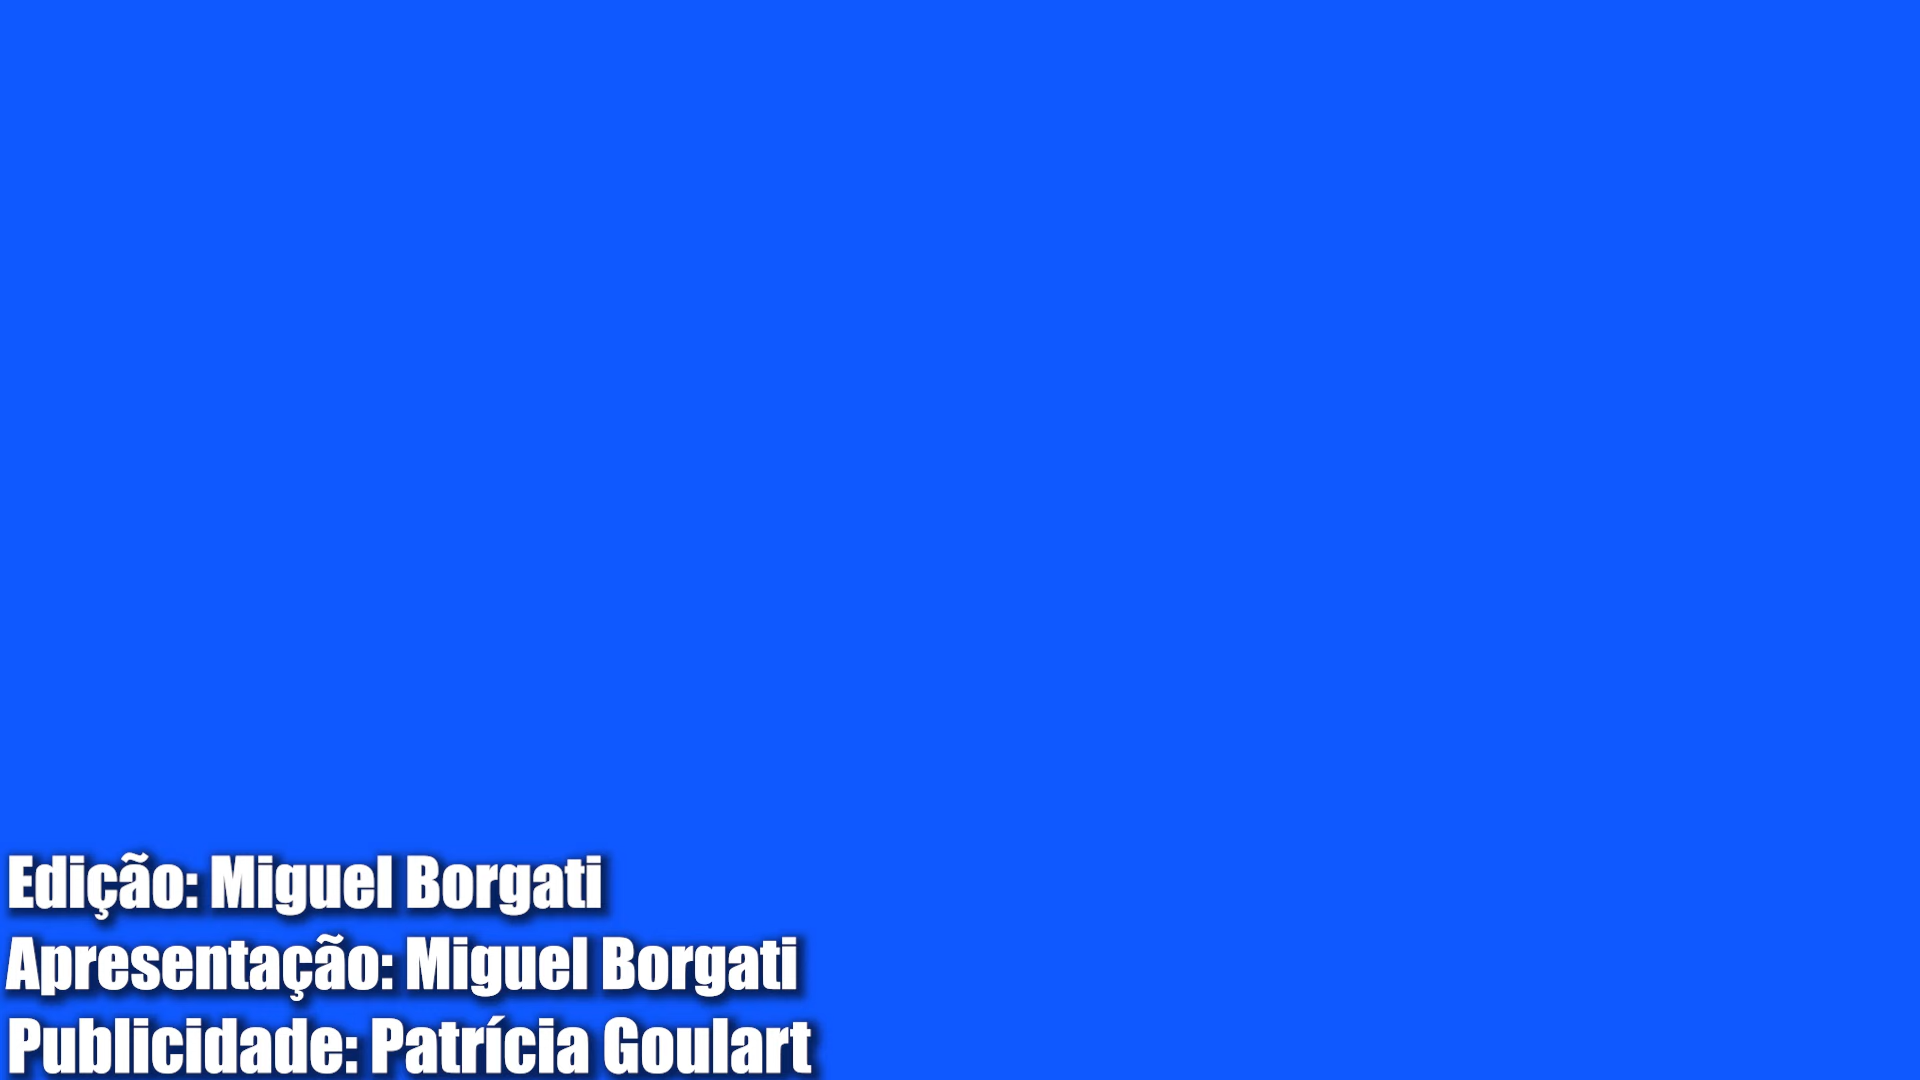 Edição: Miguel Borgati
Apresentação: Miguel Borgati
Publicidade: Patrícia Goulart